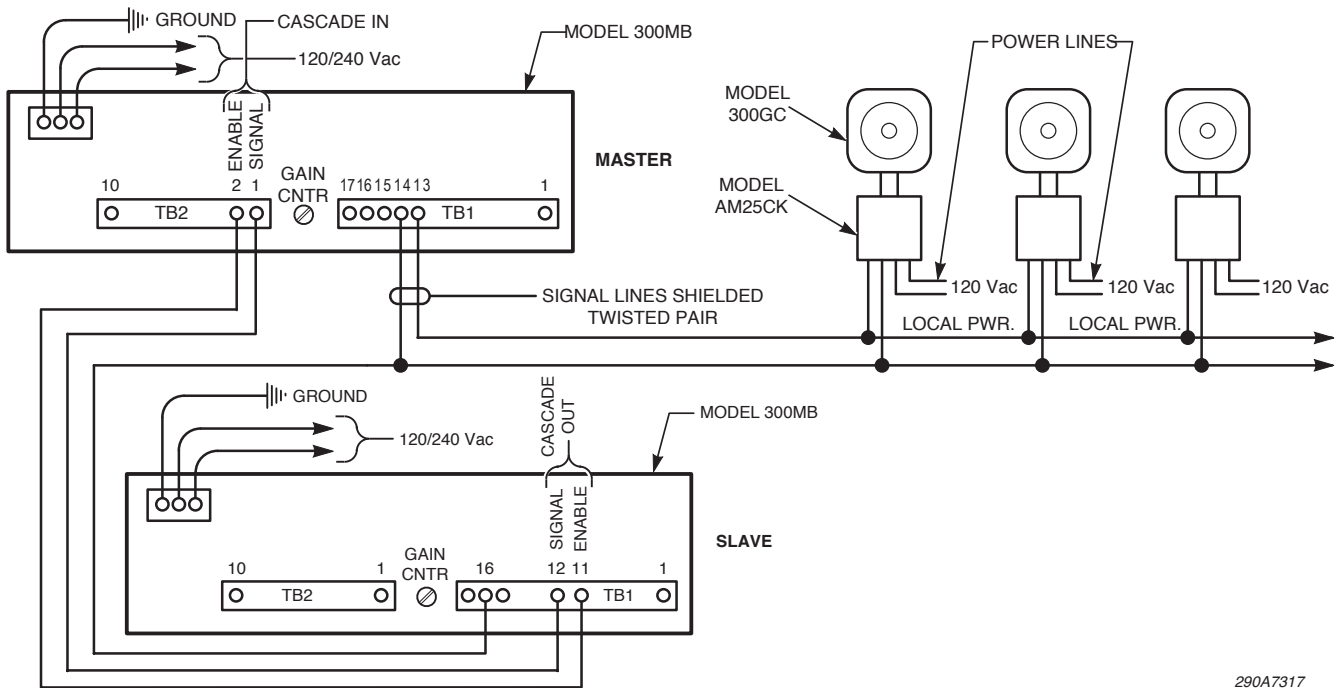 GROUND
CASCADE IN
120/240 Vac
MODEL 300MB
ENABLE
SIGNAL
MASTER
GAIN
CNTR
10
2 1
17 16 15 14 13
1
TB2
TB1
POWER LINES
MODEL
300GC
MODEL
AM25CK
120 Vac
120 Vac
120 Vac
LOCAL PWR.
LOCAL PWR.
SIGNAL LINES SHIELDED
TWISTED PAIR
GROUND
120/240 Vac
CASCADE
OUT
MODEL 300MB
SIGNAL
ENABLE
SLAVE
GAIN
CNTR
10
1
16
12 11
1
TB2
TB1
290A7317